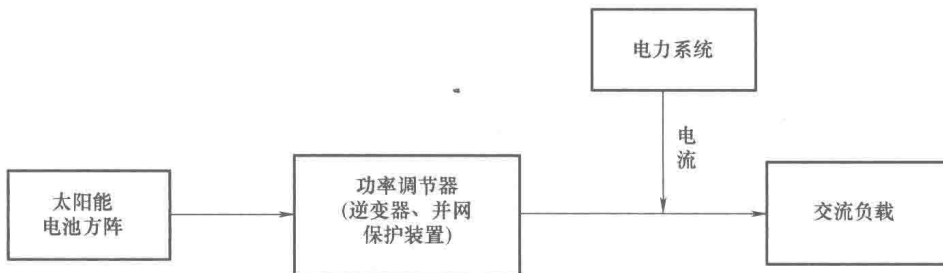 电力系统
电
流
太阳能
电池方阵
功率调节器
(逆变器、并网
保护装置)
交流负载